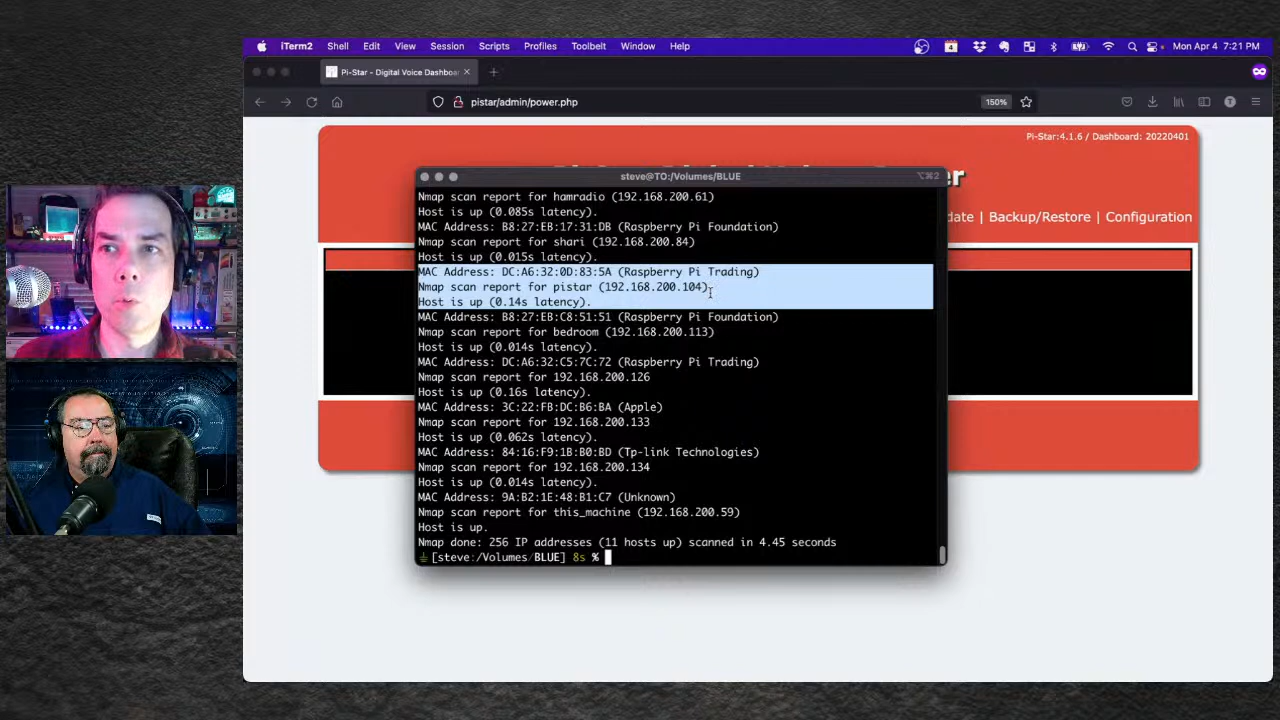 iTerm2 Shell Edit View Session Scripts Profiles Toolbelt Window Help 4 Mon Apr 4 7:21 PM
Pi-Star - Digital Voice Dashboa
pistar/admin/power.php 150% T
Pi-Star:4.1.6 / Dashboard: 20220401
date | Backup/Restore | Configuration
steve@TO:/Volumes/BLUE ⌥⌘2
Nmap scan report for hamradio (192.168.200.61)
Host is up (0.085s latency).
MAC Address: B8:27:EB:17:31:DB (Raspberry Pi Foundation)
Nmap scan report for shari (192.168.200.84)
Host is up (0.015s latency).
MAC Address: DC:A6:32:0D:83:5A (Raspberry Pi Trading)
Nmap scan report for pistar (192.168.200.104)
Host is up (0.14s latency).
MAC Address: B8:27:EB:C8:51:51 (Raspberry Pi Foundation)
Nmap scan report for bedroom (192.168.200.113)
Host is up (0.014s latency).
MAC Address: DC:A6:32:C5:7C:72 (Raspberry Pi Trading)
Nmap scan report for 192.168.200.126
Host is up (0.16s latency).
MAC Address: 3C:22:FB:DC:B6:BA (Apple)
Nmap scan report for 192.168.200.133
Host is up (0.062s latency).
MAC Address: 84:16:F9:1B:B0:BD (Tp-link Technologies)
Nmap scan report for 192.168.200.134
Host is up (0.014s latency).
MAC Address: 9A:B2:1E:48:B1:C7 (Unknown)
Nmap scan report for this_machine (192.168.200.59)
Host is up.
Nmap done: 256 IP addresses (11 hosts up) scanned in 4.45 seconds
[steve:/Volumes/BLUE] 8s %